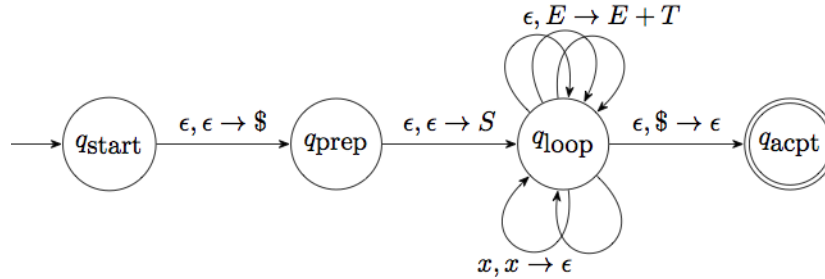 ϵ, E → E + T
ϵ, ϵ → $
ϵ, ϵ → S
ϵ, $ → ϵ
q_start
q_prep
q_loop
q_acpt
x, x → ϵ